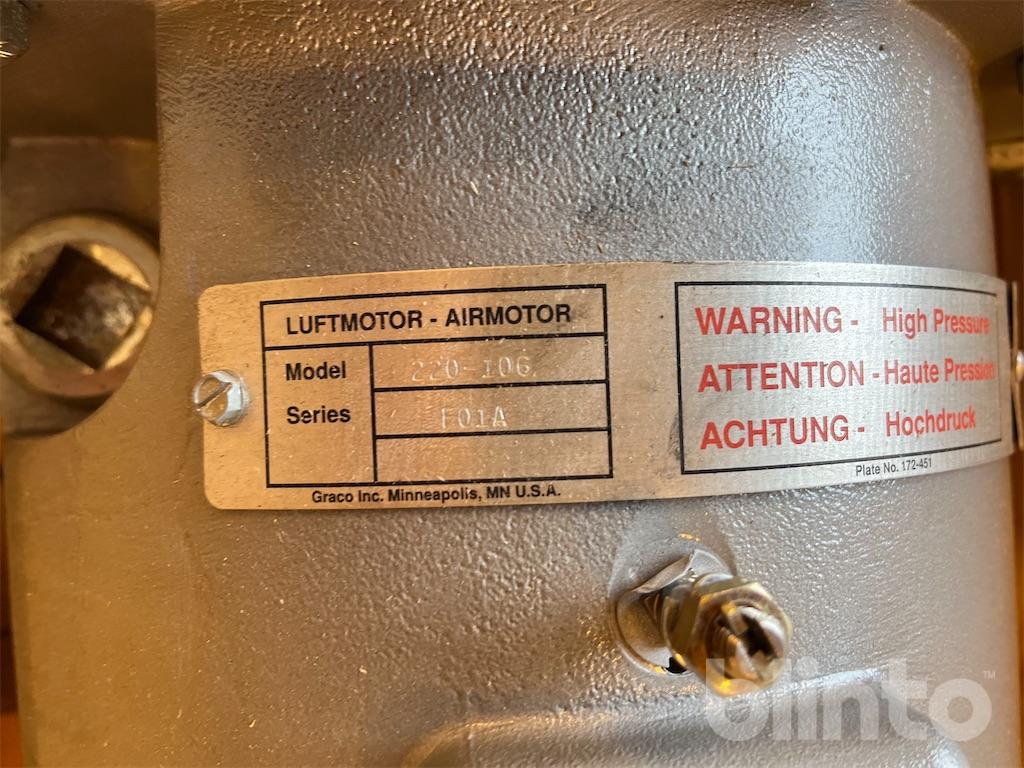 LUFTMOTOR - AIRMOTOR
Model 220-106
Series F01A
Graco Inc. Minneapolis, MN U.S.A.
WARNING - High Pressure
ATTENTION - Haute Pression
ACHTUNG - Hochdruck
Plate No. 172-451
blinto™